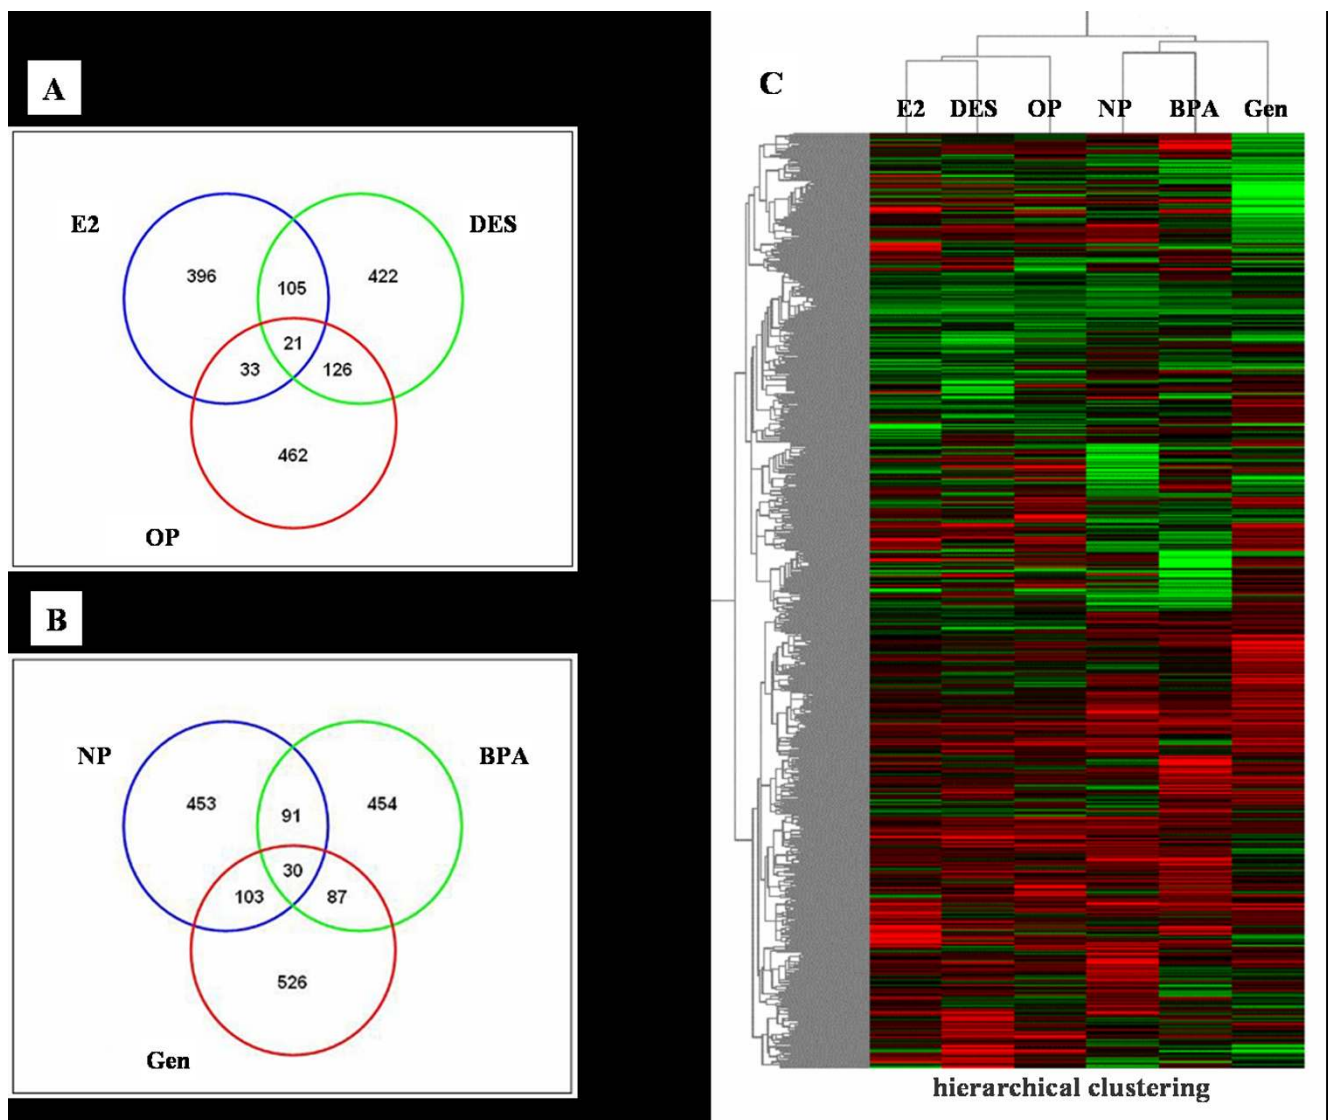 A
E2
DES
396
105
422
21
33
126
462
OP
B
NP
BPA
453
91
454
30
103
87
526
Gen
C
E2 DES OP NP BPA Gen
hierarchical clustering